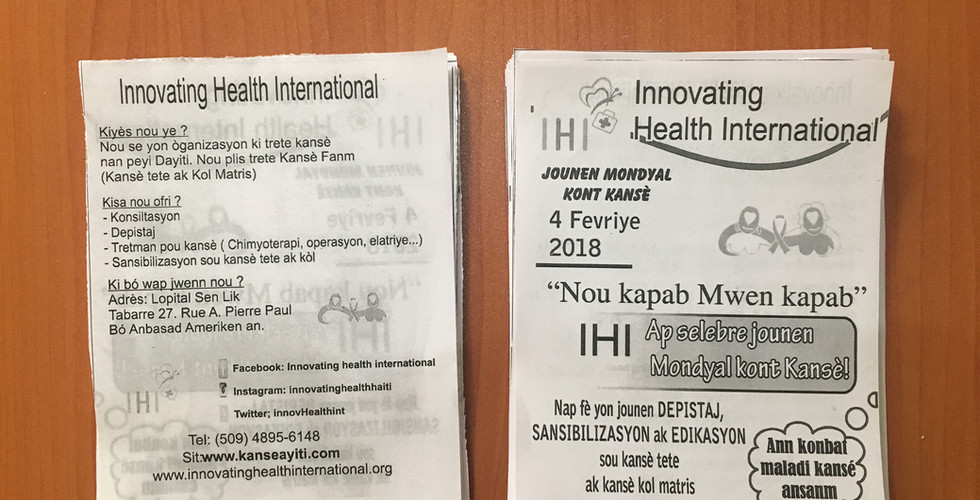 Innovating Health International
Kiyès nou ye ?
Nou se yon òganizasyon ki trete kansè
nan peyi Dayiti. Nou plis trete Kansè Fanm
(Kansè tete ak Kol Matris)
Kisa nou ofri ?
- Konsiltasyon
- Depistaj
- Tretman pou kansè ( Chimyoterapi, operasyon, elatriye...)
- Sansibilizasyon sou kansè tete ak kòl
Ki bó wap jwenn nou ?
Adrès: Lopital Sen Lik
Tabarre 27. Rue A. Pierre Paul
Bó Anbasad Ameriken an.
Facebook: Innovating health international
Instagram: innovatinghealthhaiti
Twitter; innovHealthint
Tel: (509) 4895-6148
Sit:www.kanseayiti.com
www.innovatinghealthinternational.org
IHI
Innovating
Health International
JOUNEN MONDYAL
KONT KANSÈ
4 Fevriye
2018
“Nou kapab Mwen kapab”
IHI
Ap selebre jounen
Mondyal kont Kansè!
Nap fè yon jounen DEPISTAJ,
SANSIBILIZASYON ak EDIKASYON
sou kansè tete
ak kansè kol matris
Ann konbat
maladi kansé
ansanm